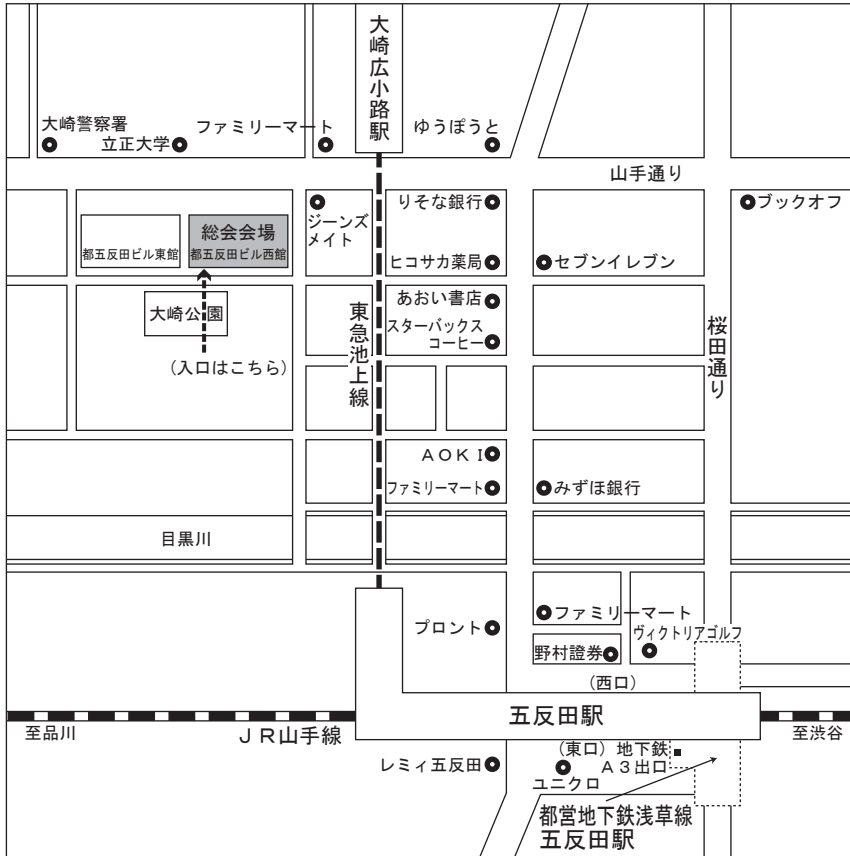 大崎広小路駅
大崎警察署
立正大学
ファミリーマート
ゆうぽうと
山手通り
総会会場
都五反田ビル東館
都五反田ビル西館
ジーンズ
メイト
りそな銀行
ブックオフ
ヒコサカ薬局
セブンイレブン
大崎公園
(入口はこちら)
東急池上線
あおい書店
スターバックス
コーヒー
桜田通り
ＡＯＫＩ
ファミリーマート
みずほ銀行
目黒川
プロント
ファミリーマート
ヴィクトリアゴルフ
野村證券
(西口)
五反田駅
至品川
ＪＲ山手線
至渋谷
レミィ五反田
(東口)
地下鉄
Ａ３出口
ユニクロ
都営地下鉄浅草線
五反田駅